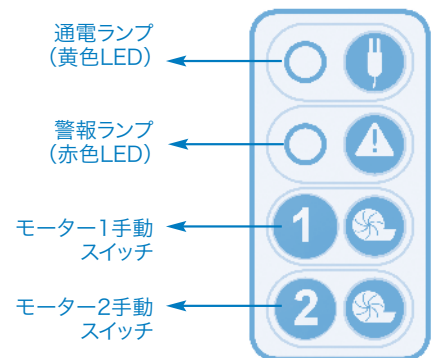 通電ランプ
（黄色LED）
警報ランプ
（赤色LED）
モーター1手動
スイッチ
1
モーター2手動
スイッチ
2